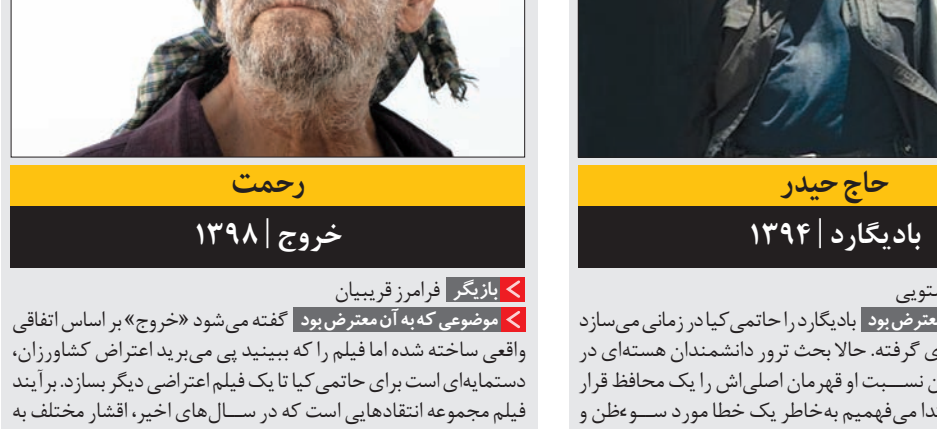 رحمت
خروج | ۱۳۹۸
بازیگر فرامرز قریبیان
موضوعی که به آن معترض بود گفته می‌شود «خروج» بر اساس اتفاقی
واقعی ساخته شده اما فیلم را که ببینید پی می‌برید اعتراض کشاورزان،
دستمایه‌ای است برای حاتمی‌کیا تا یک فیلم اعتراضی دیگر بسازد. برآیند
فیلم مجموعه انتقادهایی است که در سال‌های اخیر، اقشار مختلف به
حاج حیدر
بادیگارد | ۱۳۹۴
معترض بود بادیگارد را حاتمی‌کیا در زمانی می‌سازد
گرفته. حالا بحث ترور دانشمندان هسته‌ای در
نسبت او قهرمان اصلی‌اش را یک محافظ قرار
می‌فهمیم به‌خاطر یک خطا مورد سوءظن و